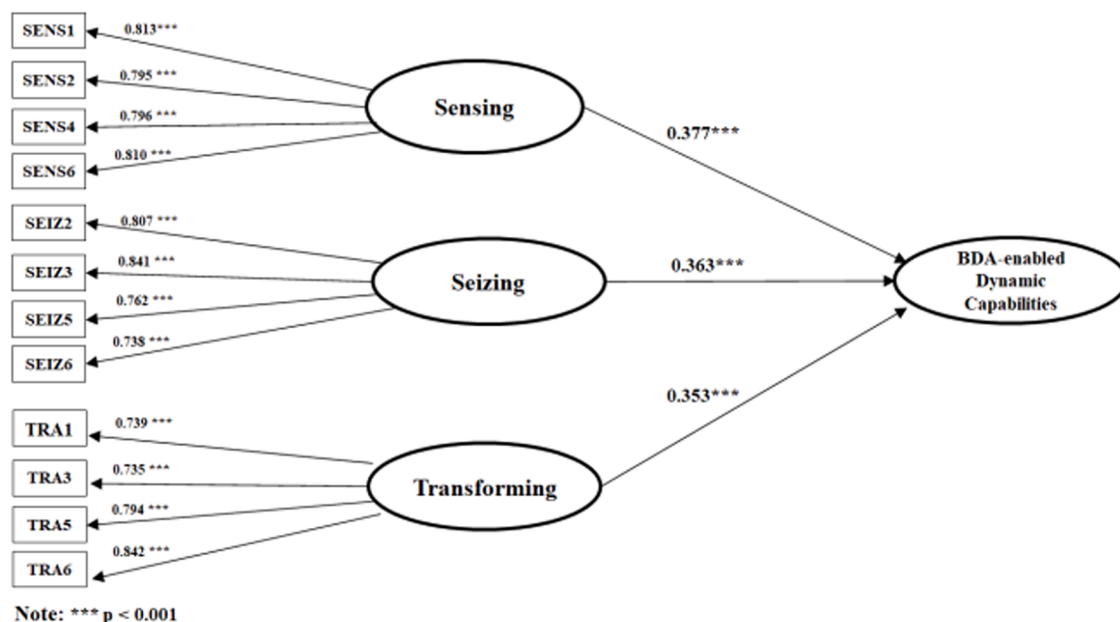 SENS1
0.813***
SENS2
0.795 ***
SENS4
0.796 ***
SENS6
0.810 ***
Sensing
0.377***
SEIZ2
0.807 ***
SEIZ3
0.841 ***
SEIZ5
0.762 ***
SEIZ6
0.738 ***
Seizing
0.363***
BDA-enabled
Dynamic
Capabilities
TRA1
0.739 ***
TRA3
0.735 ***
TRA5
0.794 ***
TRA6
0.842 ***
Transforming
0.353***
Note: *** p < 0.001